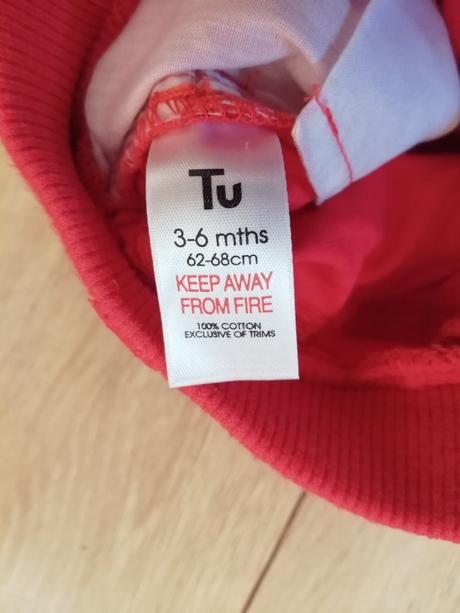 Tu
3-6 mths
62-68cm
KEEP AWAY
FROM FIRE
100% COTTON
EXCLUSIVE OF TRIMS